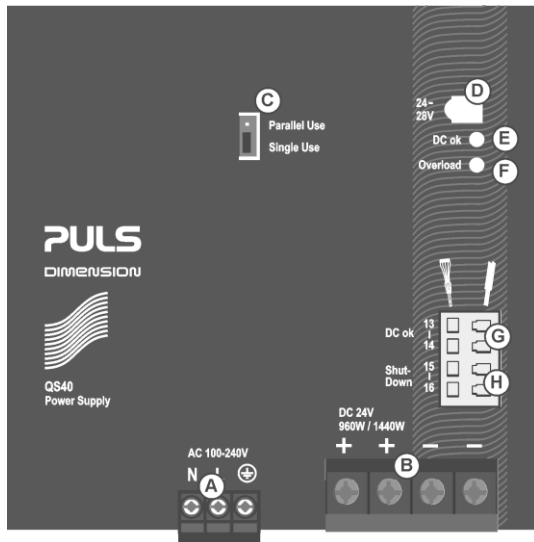 C
D
24–
28V
Parallel Use
Single Use
DC ok
E
Overload
F
PULS
DIMENSION
QS40
Power Supply
DC ok
13
14
G
Shut-
Down
15
16
H
DC 24V
960W / 1440W
+ + – –
B
AC 100-240V
N L
A